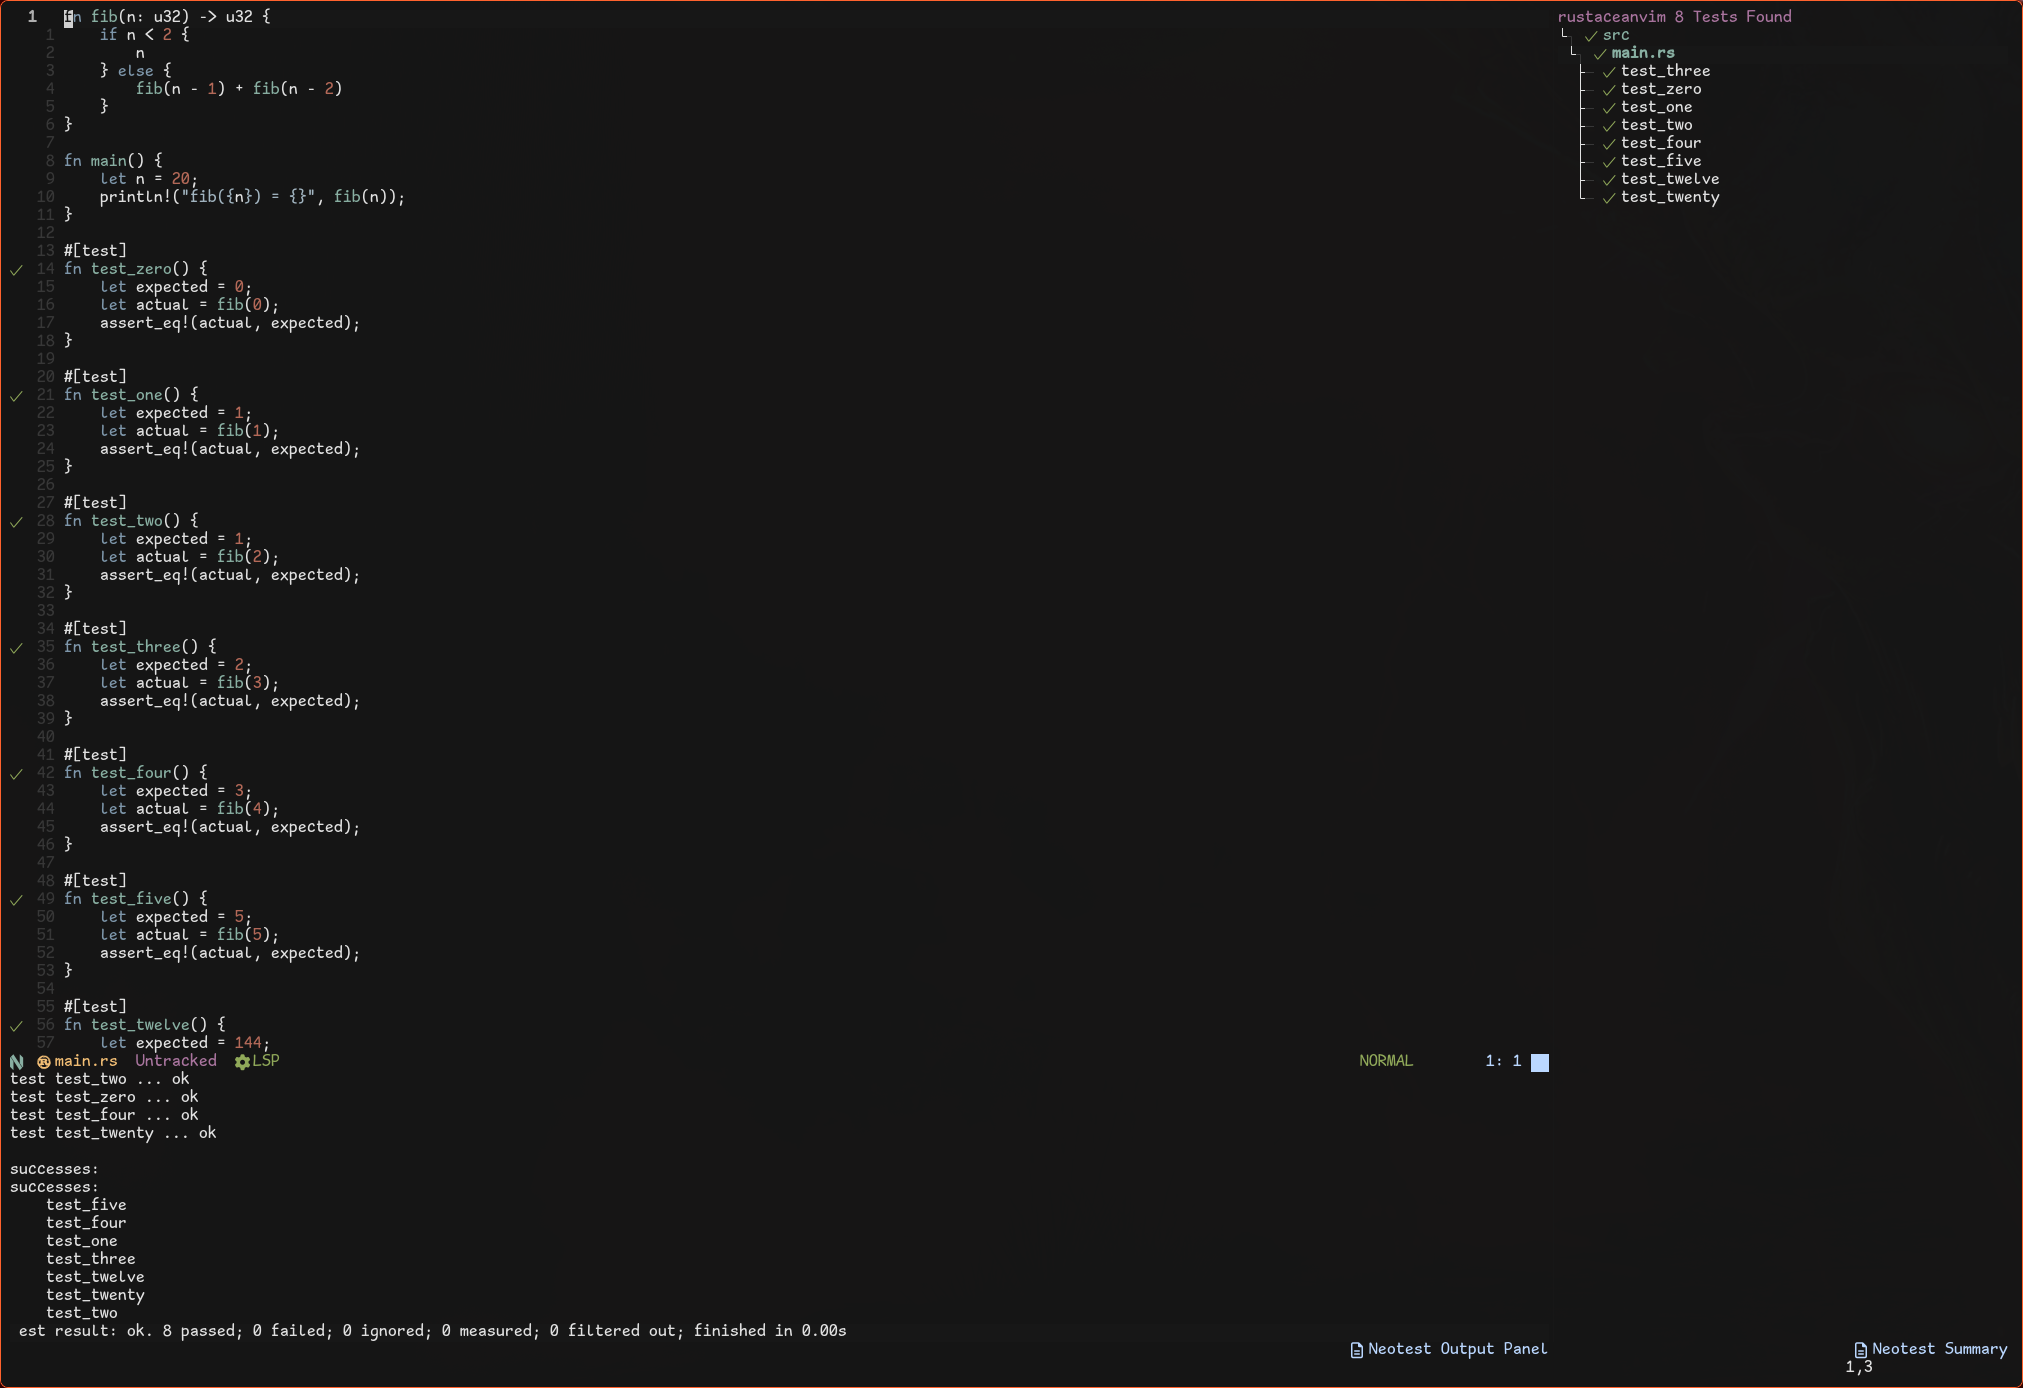 1 fn fib(n: u32) -> u32 {
1     if n < 2 {
2         n
3     } else {
4         fib(n - 1) + fib(n - 2)
5     }
6 }
7
8 fn main() {
9     let n = 20;
10     println!("fib({n}) = {}", fib(n));
11 }
12
13 #[test]
14 fn test_zero() {
15     let expected = 0;
16     let actual = fib(0);
17     assert_eq!(actual, expected);
18 }
19
20 #[test]
21 fn test_one() {
22     let expected = 1;
23     let actual = fib(1);
24     assert_eq!(actual, expected);
25 }
26
27 #[test]
28 fn test_two() {
29     let expected = 1;
30     let actual = fib(2);
31     assert_eq!(actual, expected);
32 }
33
34 #[test]
35 fn test_three() {
36     let expected = 2;
37     let actual = fib(3);
38     assert_eq!(actual, expected);
39 }
40
41 #[test]
42 fn test_four() {
43     let expected = 3;
44     let actual = fib(4);
45     assert_eq!(actual, expected);
46 }
47
48 #[test]
49 fn test_five() {
50     let expected = 5;
51     let actual = fib(5);
52     assert_eq!(actual, expected);
53 }
54
55 #[test]
56 fn test_twelve() {
57     let expected = 144;
main.rs Untracked LSP NORMAL 1: 1
test test_two ... ok
test test_zero ... ok
test test_four ... ok
test test_twenty ... ok

successes:
successes:
    test_five
    test_four
    test_one
    test_three
    test_twelve
    test_twenty
    test_two
est result: ok. 8 passed; 0 failed; 0 ignored; 0 measured; 0 filtered out; finished in 0.00s
Neotest Output Panel
rustaceanvim 8 Tests Found
✓ src
✓ main.rs
✓ test_three
✓ test_zero
✓ test_one
✓ test_two
✓ test_four
✓ test_five
✓ test_twelve
✓ test_twenty
Neotest Summary
1,3